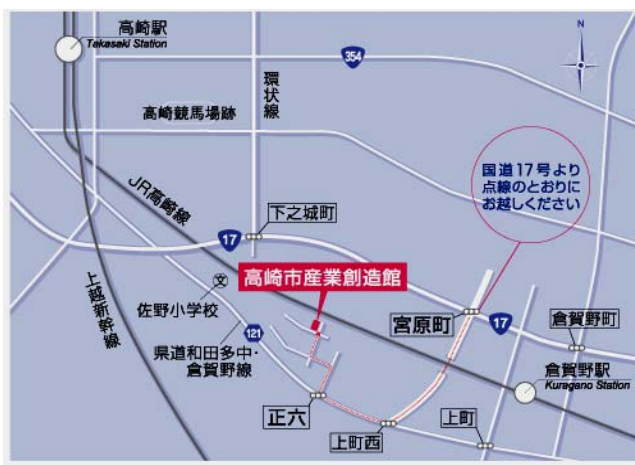 高崎駅
Takasaki Station
N
354
環状線
高崎競馬場跡
国道17号より
点線のとおりに
お越しください
JR高崎線
下之城町
17
文
高崎市産業創造館
佐野小学校
上越新幹線
宮原町
17
倉賀野町
121
県道和田多中・
倉賀野線
倉賀野駅
Kuragano Station
正六
上町西
上町